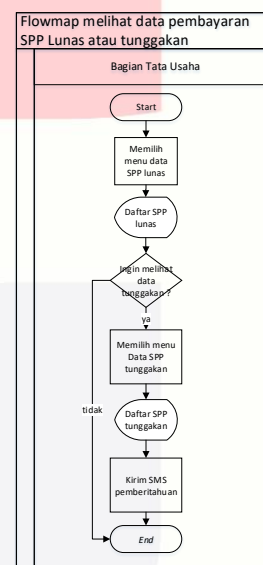 Flowmap melihat data pembayaran
SPP Lunas atau tunggakan
Bagian Tata Usaha
Start
Memilih
menu data
SPP lunas
Daftar SPP
lunas
Ingin melihat
data
tunggakan ?
ya
Memilih menu
Data SPP
tunggakan
tidak
Daftar SPP
tunggakan
Kirim SMS
pemberitahuan
End